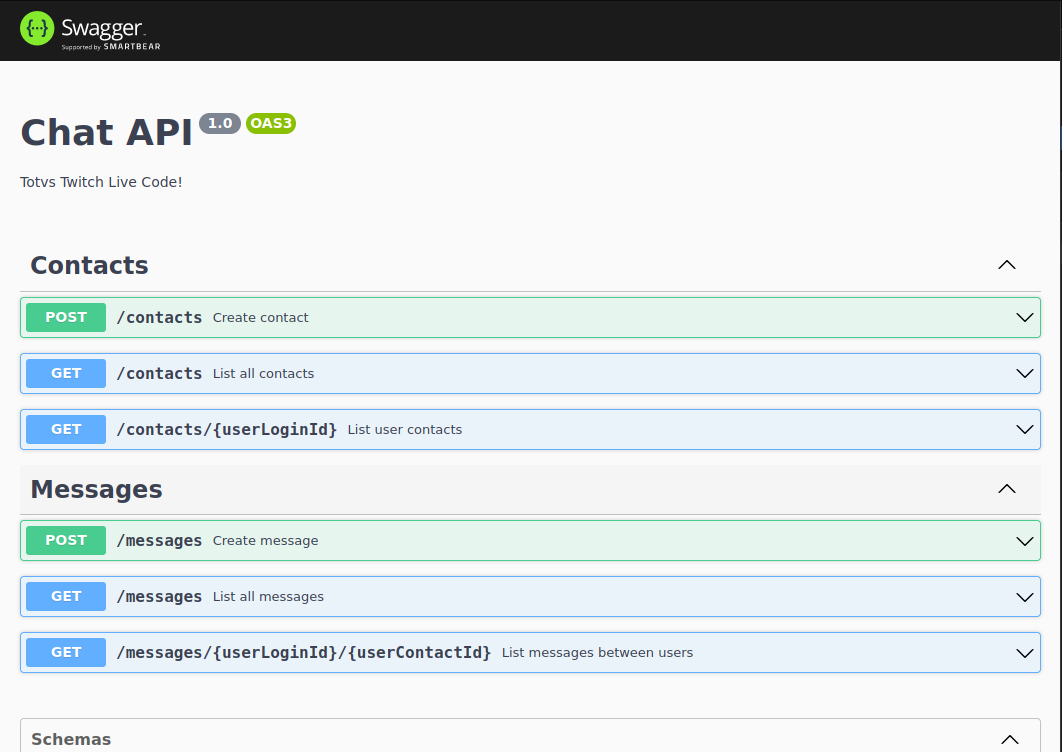 {···} Swagger.
Supported by SMARTBEAR
Chat API 1.0 OAS3
Totvs Twitch Live Code!
Contacts
POST /contacts Create contact
GET /contacts List all contacts
GET /contacts/{userLoginId} List user contacts
Messages
POST /messages Create message
GET /messages List all messages
GET /messages/{userLoginId}/{userContactId} List messages between users
Schemas